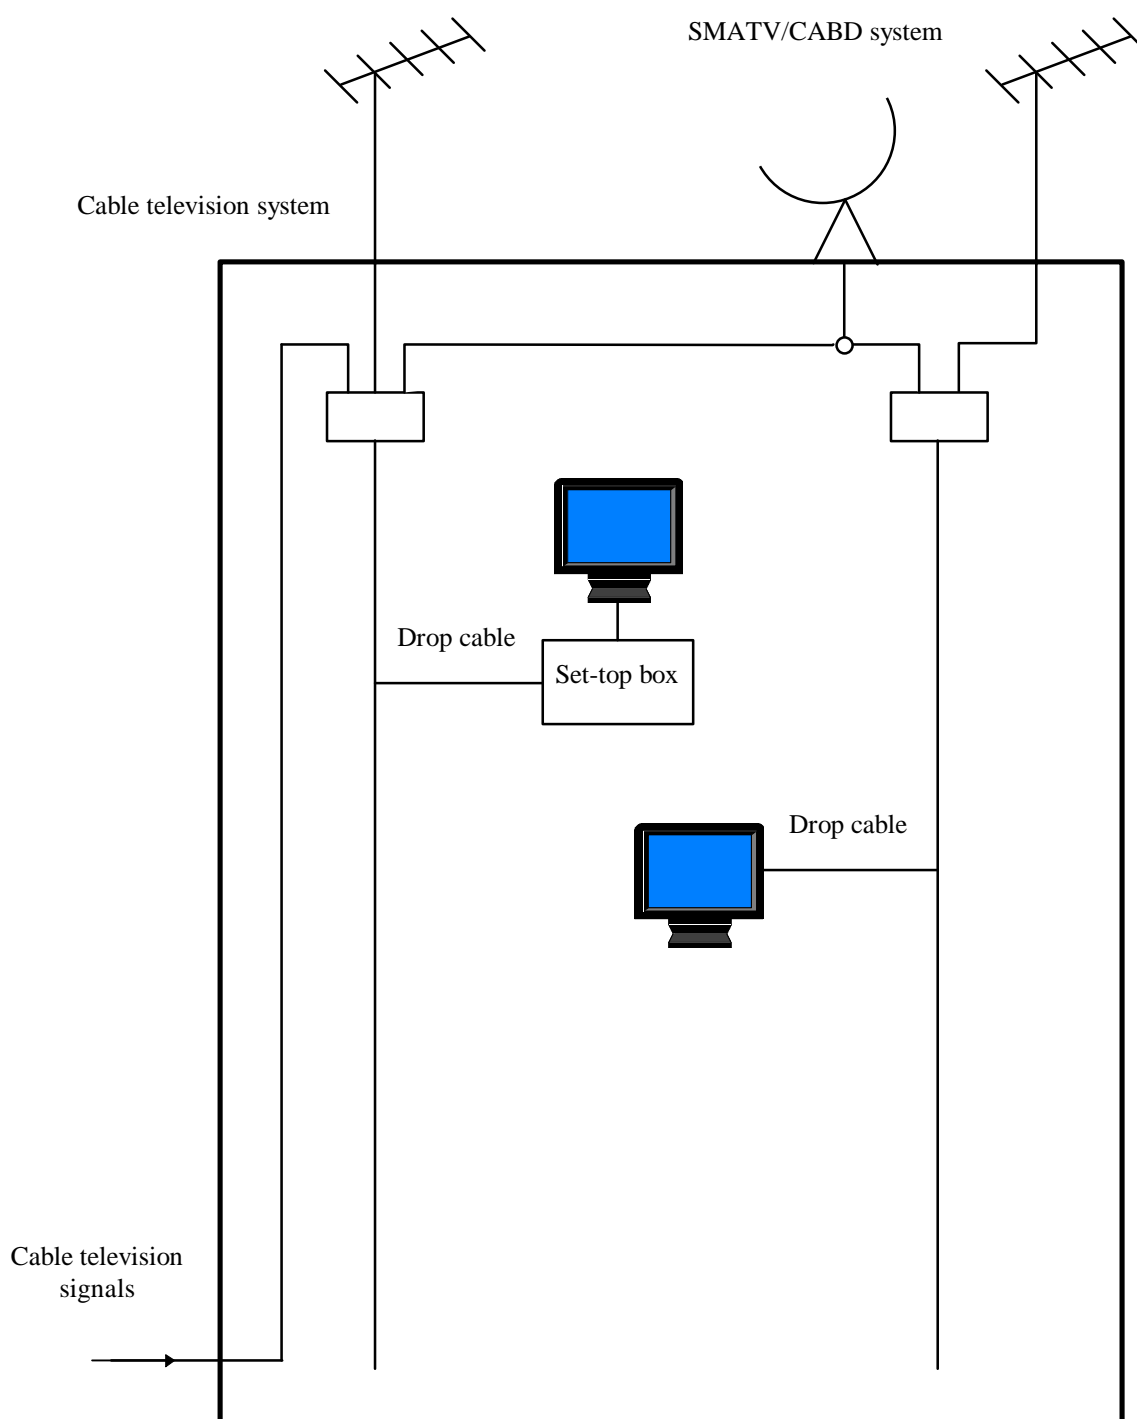 SMATV/CABD system
Cable television system
Drop cable
Set-top box
Drop cable
Cable television
signals